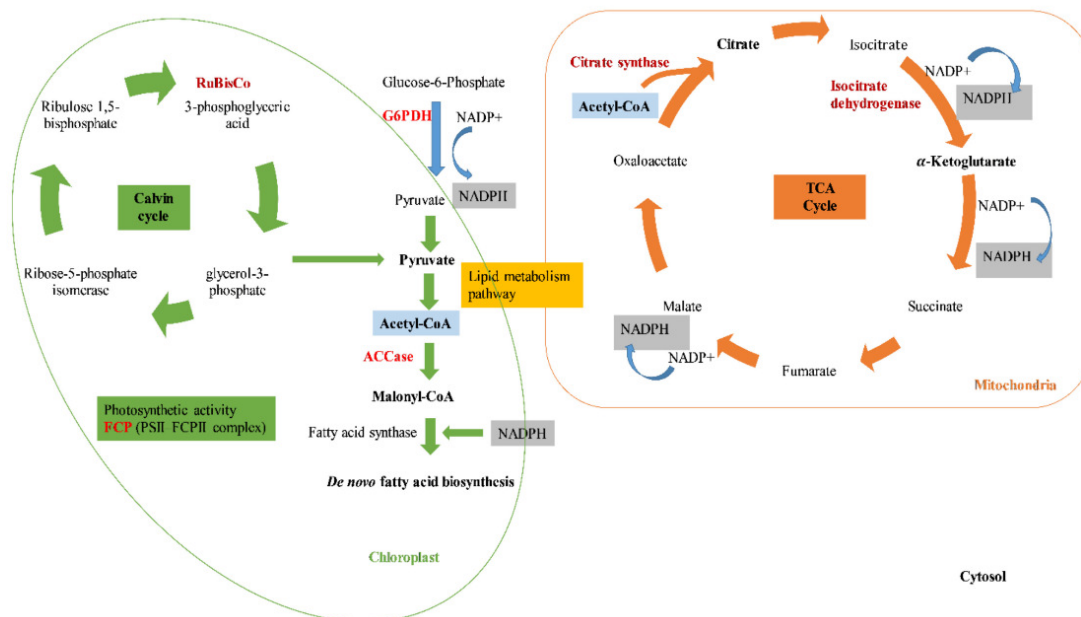 RuBisCo
Ribulose 1,5-
bisphosphate
3-phosphoglyceric
acid
Calvin
cycle
Ribose-5-phosphate
isomerase
glycerol-3-
phosphate
Photosynthetic activity
FCP (PSII FCPII complex)
Glucose-6-Phosphate
G6PDH
NADP+
Pyruvate
NADPH
Pyruvate
Lipid metabolism
pathway
Acetyl-CoA
ACCase
Malonyl-CoA
Fatty acid synthase
NADPH
De novo fatty acid biosynthesis
Chloroplast
Citrate
Isocitrate
Citrate synthase
Acetyl-CoA
NADP+
NADPH
Isocitrate
dehydrogenase
Oxaloacetate
α-Ketoglutarate
TCA
Cycle
NADP+
NADPH
Malate
NADPH
NADP+
Succinate
Fumarate
Mitochondria
Cytosol